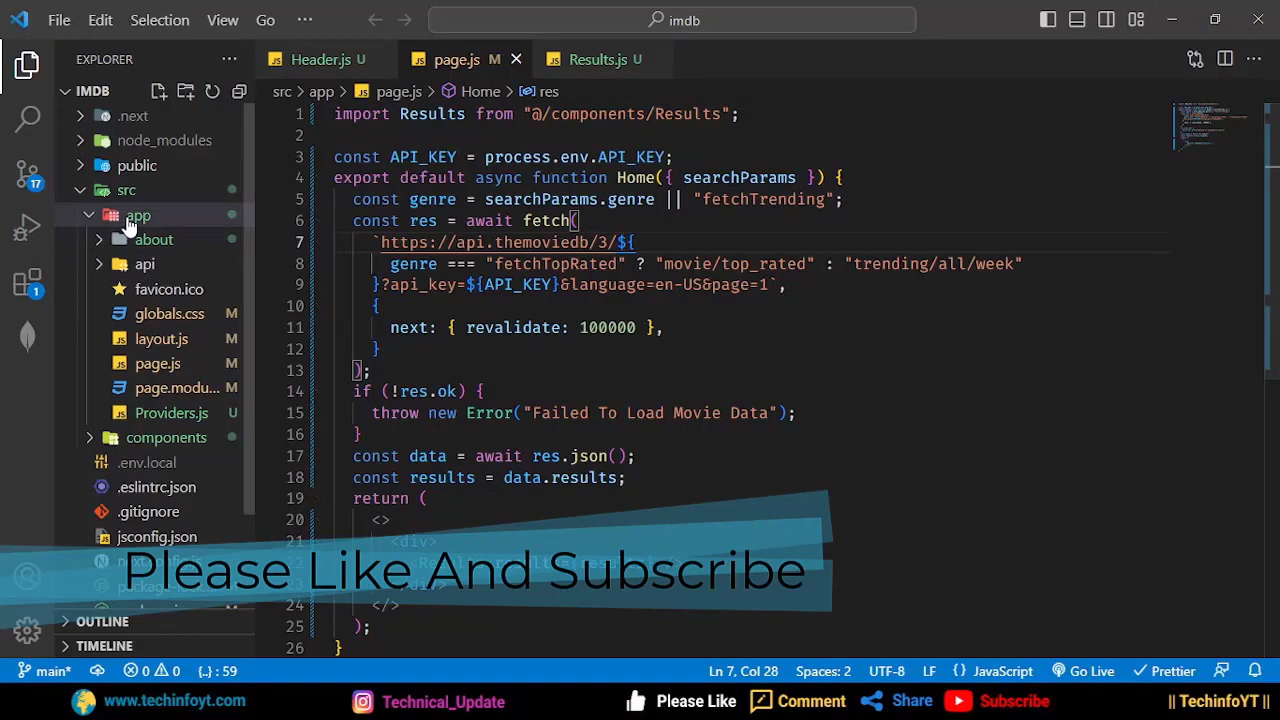 File Edit Selection View Go ··· imdb
EXPLORER ···
Header.js U
page.js M
Results.js U
IMDB
src > app > page.js > Home > res
.next
node_modules
public
src
app
about
api
favicon.ico
globals.css M
layout.js M
page.js M
page.modu... M
Providers.js U
components
.env.local
.eslintrc.json
.gitignore
jsconfig.json
OUTLINE
TIMELINE
17
1
1 import Results from "@/components/Results";
2
3 const API_KEY = process.env.API_KEY;
4 export default async function Home({ searchParams }) {
5 const genre = searchParams.genre || "fetchTrending";
6 const res = await fetch(
7 `https://api.themoviedb/3/${
8 genre === "fetchTopRated" ? "movie/top_rated" : "trending/all/week"
9 }?api_key=${API_KEY}&language=en-US&page=1`,
10 {
11 next: { revalidate: 100000 },
12 }
13 );
14 if (!res.ok) {
15 throw new Error("Failed To Load Movie Data");
16 }
17 const data = await res.json();
18 const results = data.results;
19 return (
20 <>
21 <div>
24 </>
25 );
26 }
Please Like And Subscribe
main* 0 0 {..} : 59 Ln 7, Col 28 Spaces: 2 UTF-8 LF {} JavaScript Go Live Prettier
www.techinfoyt.com Technical_Update Please Like Comment Share Subscribe || TechinfoYT ||